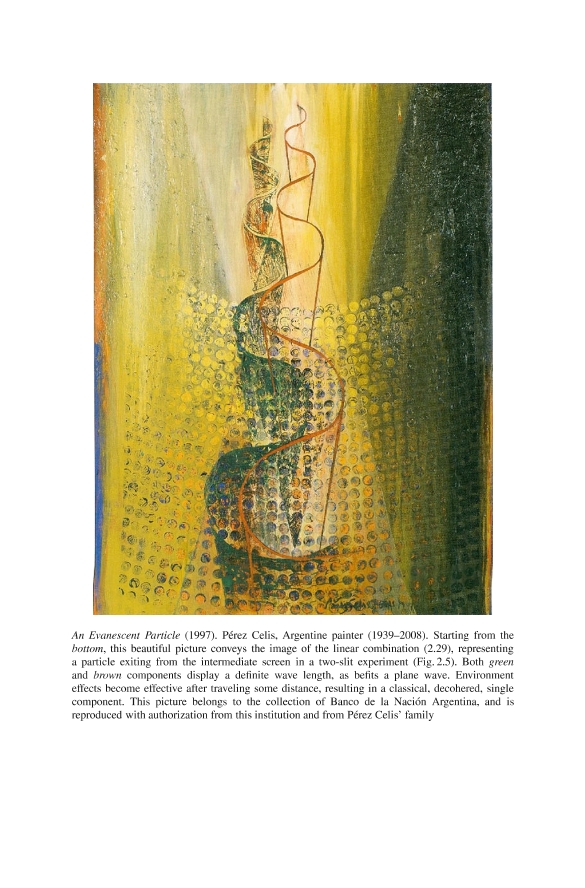 An Evanescent Particle (1997). Pérez Celis, Argentine painter (1939–2008). Starting from the
bottom, this beautiful picture conveys the image of the linear combination (2.29), representing
a particle exiting from the intermediate screen in a two-slit experiment (Fig. 2.5). Both green
and brown components display a definite wave length, as befits a plane wave. Environment
effects become effective after traveling some distance, resulting in a classical, decohered, single
component. This picture belongs to the collection of Banco de la Nación Argentina, and is
reproduced with authorization from this institution and from Pérez Celis’ family